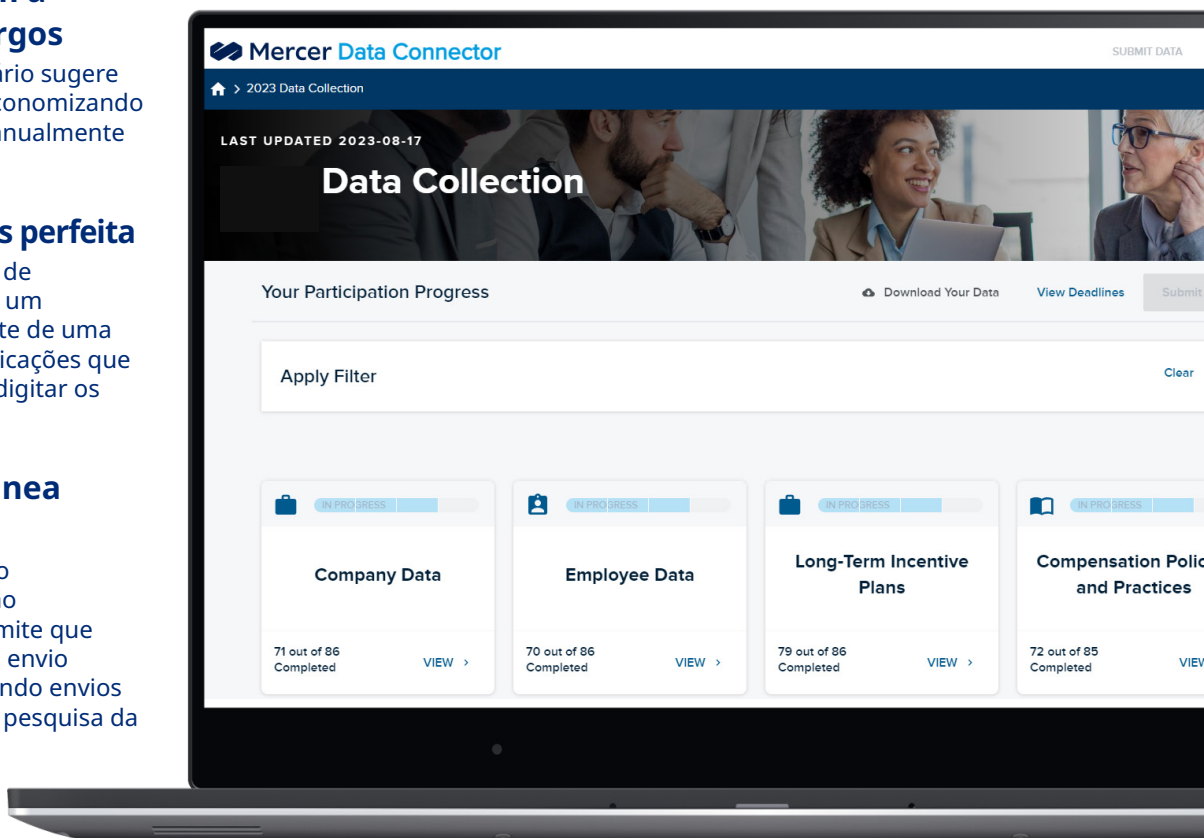 rgos
ário sugere
conomizando
anualmente
s perfeita
de
um
te de uma
icações que
digitar os
nea
o
mite que
envio
ndo envios
pesquisa da
Mercer Data Connector
SUBMIT DATA
> 2023 Data Collection
LAST UPDATED 2023-08-17
Data Collection
Your Participation Progress
Download Your Data
View Deadlines
Submit
Apply Filter
Clear
IN PROGRESS
IN PROGRESS
IN PROGRESS
IN PROGRESS
Company Data
Employee Data
Long-Term Incentive
Plans
Compensation Polic
and Practices
71 out of 86
Completed
VIEW >
70 out of 86
Completed
VIEW >
79 out of 86
Completed
VIEW >
72 out of 85
Completed
VIEW